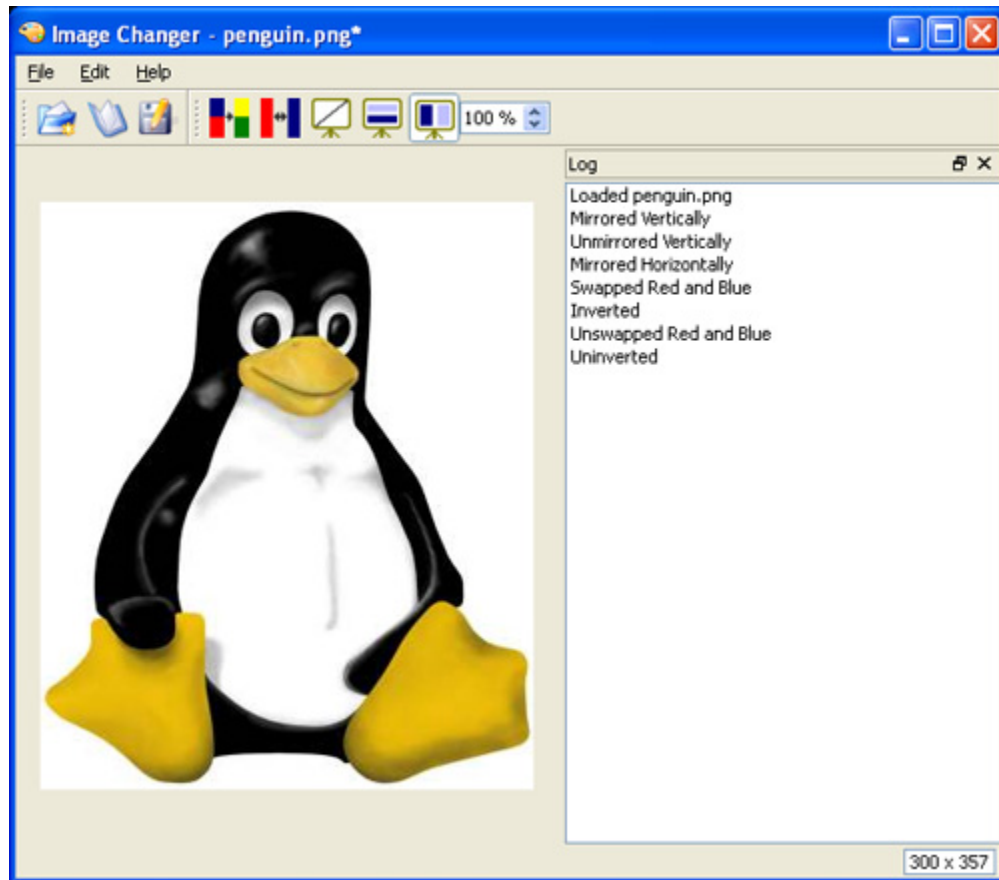 Image Changer - penguin.png*
File Edit Help
100 %
Log
Loaded penguin.png
Mirrored Vertically
Unmirrored Vertically
Mirrored Horizontally
Swapped Red and Blue
Inverted
Unswapped Red and Blue
Uninverted
300 x 357